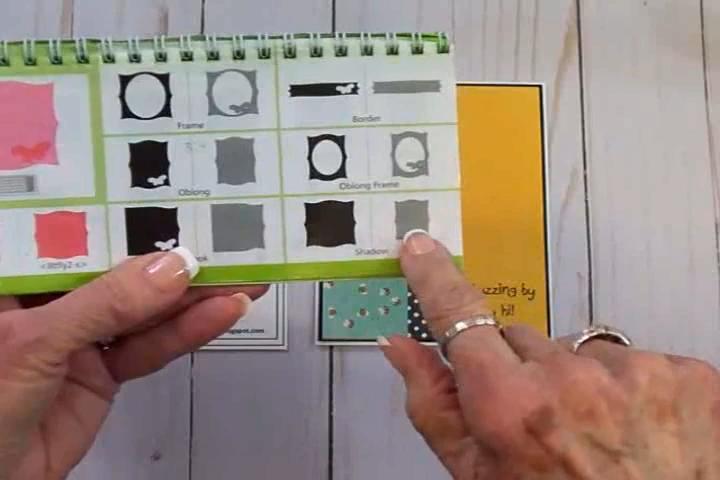 Frame
Border
Oblong
Oblong Frame
Shadow
zzing by
hi!